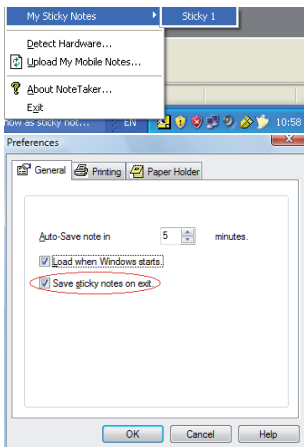 My Sticky Notes
Sticky 1
Detect Hardware...
Upload My Mobile Notes...
About NoteTaker...
Exit
now as sticky not...
EN
10:58
Preferences
General
Printing
Paper Holder
Auto-Save note in 5 minutes.
Load when Windows starts.
Save sticky notes on exit.
OK
Cancel
Help